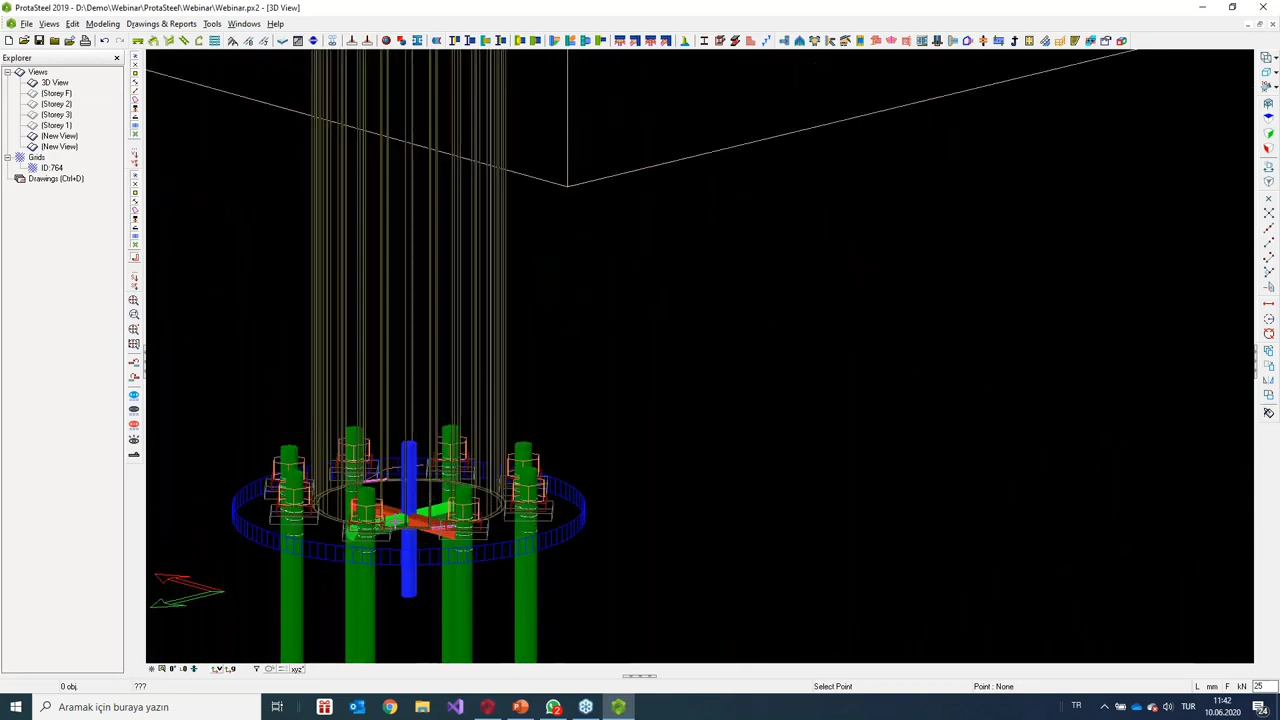 ProtaSteel 2019 - D:\Demo\Webinar\ProtaSteel\Webinar\Webinar.px2 - [3D View]
File Views Edit Modeling Drawings & Reports Tools Windows Help
Explorer
Views
3D View
(Storey F)
(Storey 2)
(Storey 3)
(Storey 1)
(New View)
(New View)
Grids
ID:764
Drawings (Ctrl+D)
0 obj. ??? Select Point Point : None L mm F kN 25
Aramak için buraya yazın
TR
TUR
11:42
10.06.2020
24